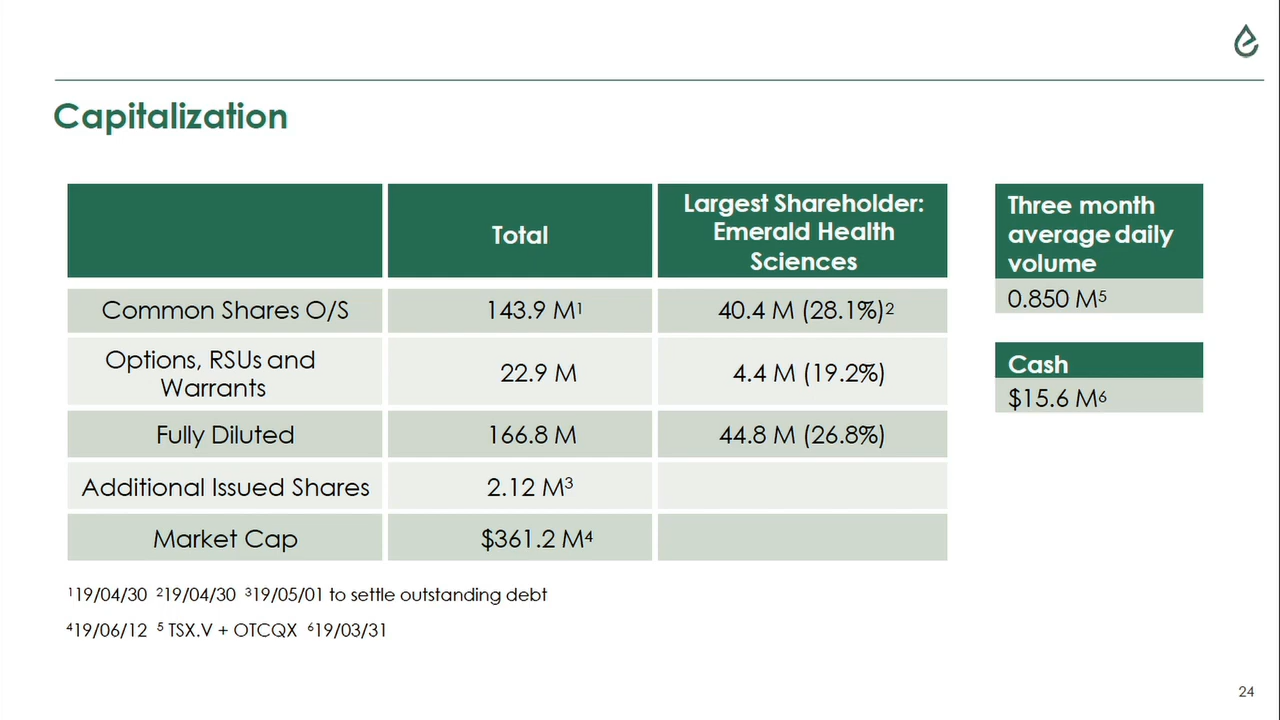 Capitalization
Total
Largest Shareholder:
Emerald Health
Sciences
Common Shares O/S 143.9 M¹ 40.4 M (28.1%)²
Options, RSUs and
Warrants
22.9 M 4.4 M (19.2%)
Fully Diluted 166.8 M 44.8 M (26.8%)
Additional Issued Shares 2.12 M³
Market Cap $361.2 M⁴
Three month
average daily
volume
0.850 M⁵
Cash
$15.6 M⁶
¹19/04/30 ²19/04/30 ³19/05/01 to settle outstanding debt
⁴19/06/12 ⁵ TSX.V + OTCQX ⁶19/03/31
24